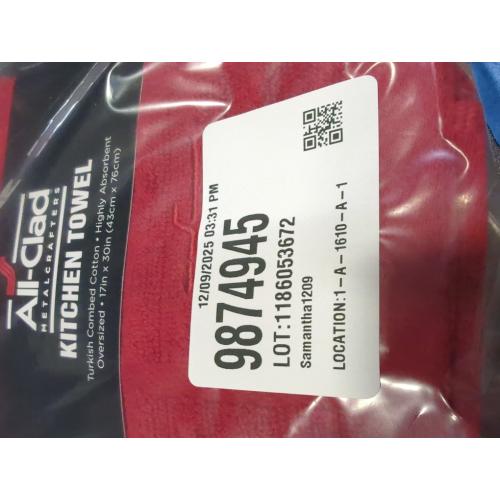 All-Clad
METALCRAFTERS
KITCHEN TOWEL
Turkish Combed Cotton • Highly Absorbent
Oversized • 17in x 30in (43cm x 76cm)
12/09/2025 03:31 PM
9874945
LOT:1186053672
Samantha1209
LOCATION:1-A-1610-A-1